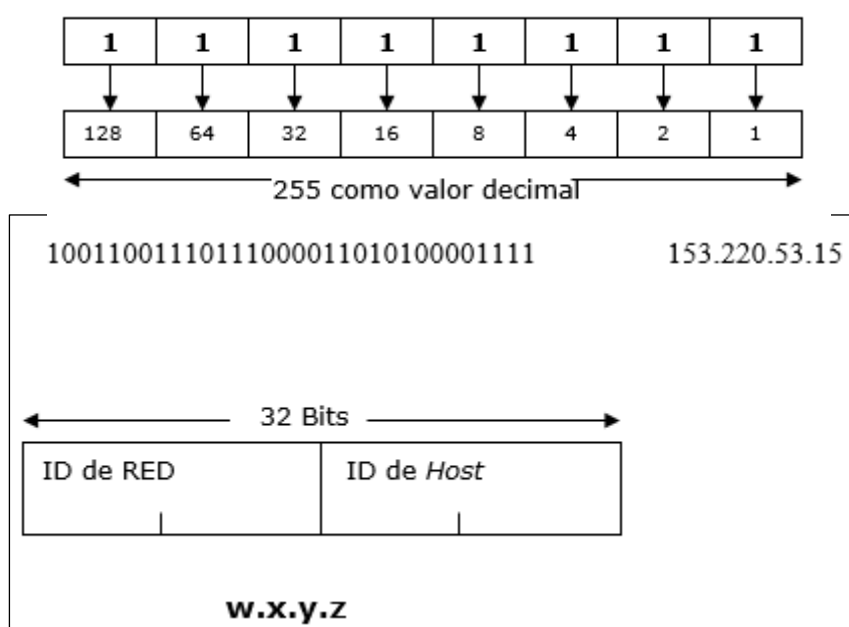 1 1 1 1 1 1 1 1
128 64 32 16 8 4 2 1
255 como valor decimal
10011001110111000011010100001111 153.220.53.15
32 Bits
ID de RED ID de Host
w.x.y.z